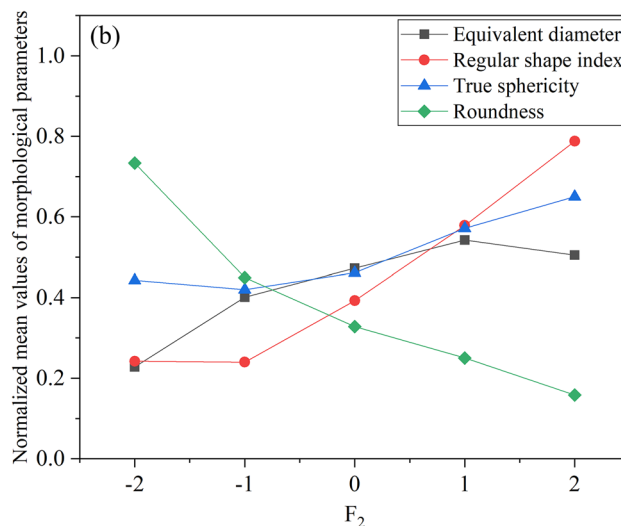 (b)
Equivalent diameter
Regular shape index
True sphericity
Roundness
Normalized mean values of morphological parameters
1.0
0.8
0.6
0.4
0.2
0.0
-2 -1 0 1 2
F2